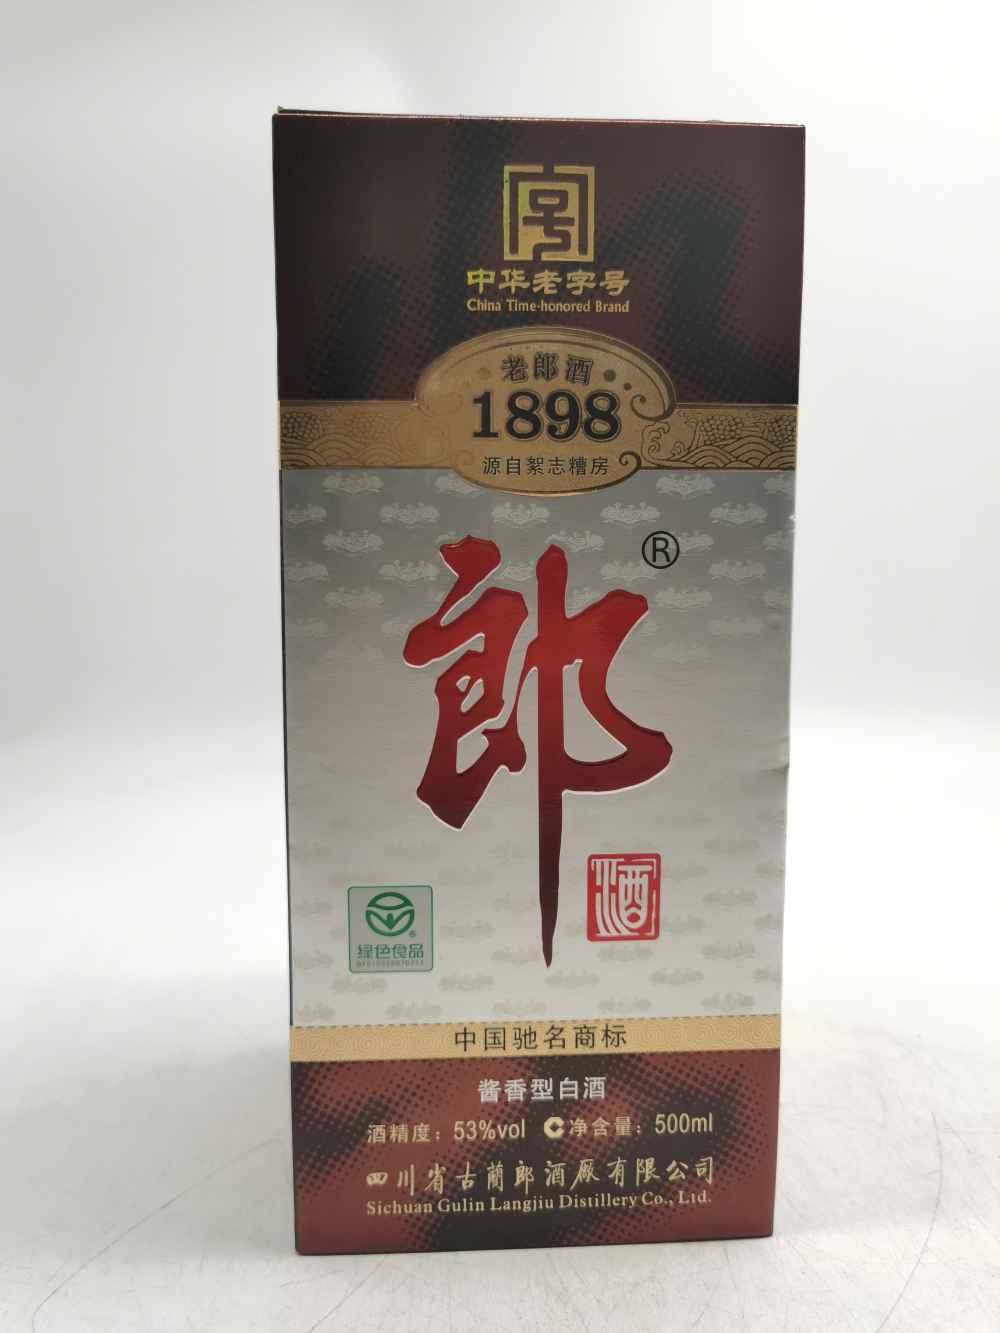 号
中华老字号
China Time-honored Brand
老郎酒
1898
源自絮志糟房
郎®
酒
绿色食品
中国驰名商标
酱香型白酒
酒精度：53%vol 净含量：500ml
四川省古蔺郎酒厰有限公司
Sichuan Gulin Langjiu Distillery Co., Ltd.